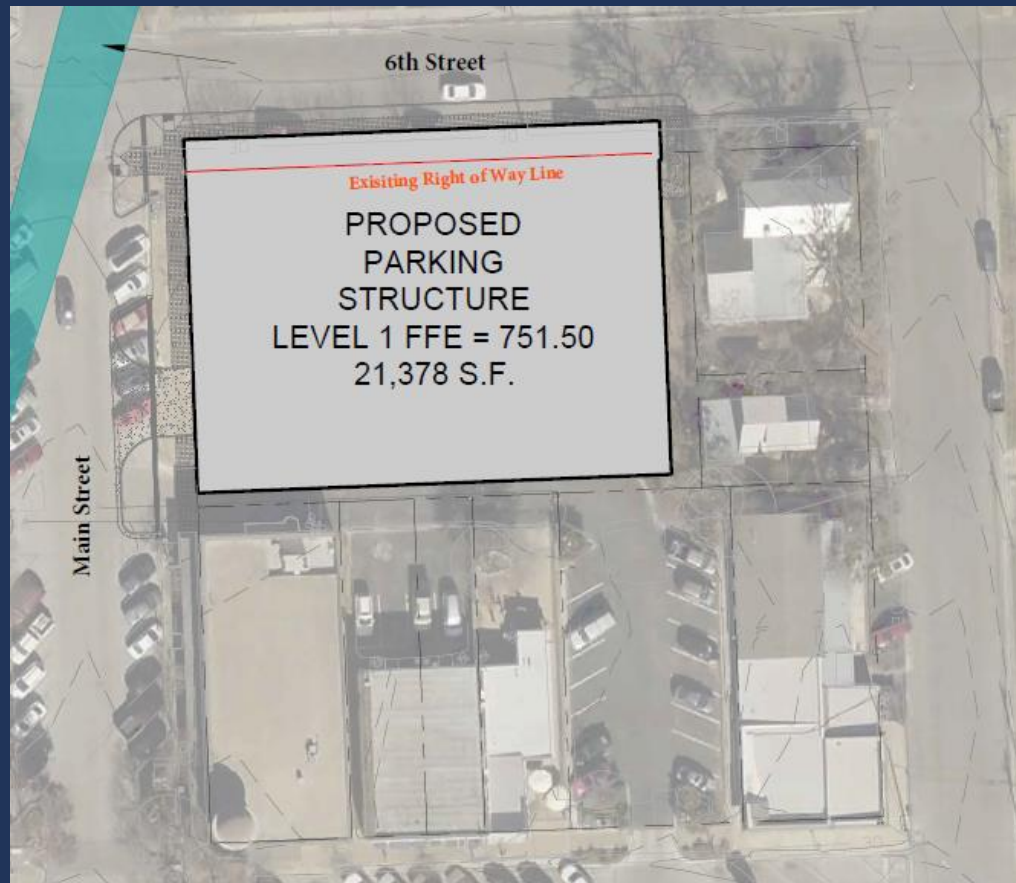 6th Street
Exisiting Right of Way Line
PROPOSED
PARKING
STRUCTURE
LEVEL 1 FFE = 751.50
21,378 S.F.
Main Street